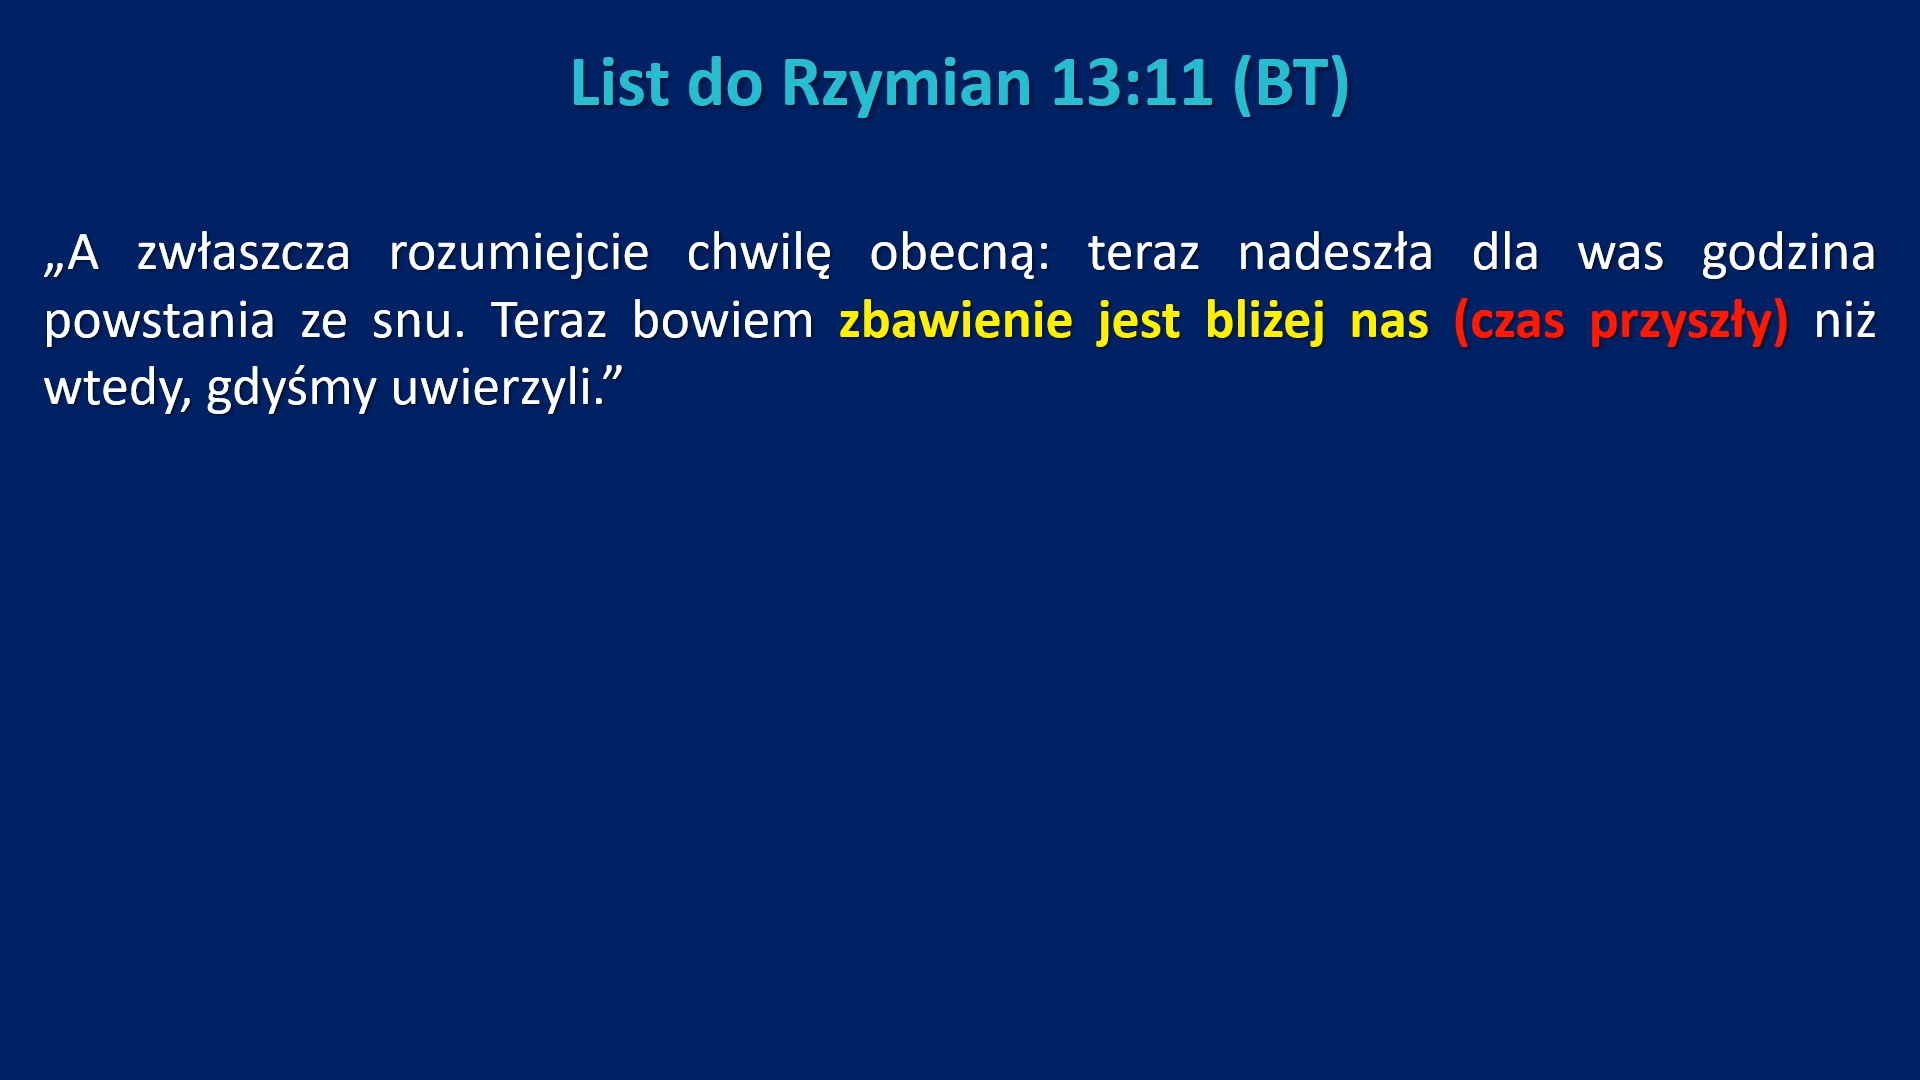 List do Rzymian 13:11 (BT)
„A zwłaszcza rozumiejcie chwilę obecną: teraz nadeszła dla was godzina
powstania ze snu. Teraz bowiem zbawienie jest bliżej nas (czas przyszły) niż
wtedy, gdyśmy uwierzyli.”